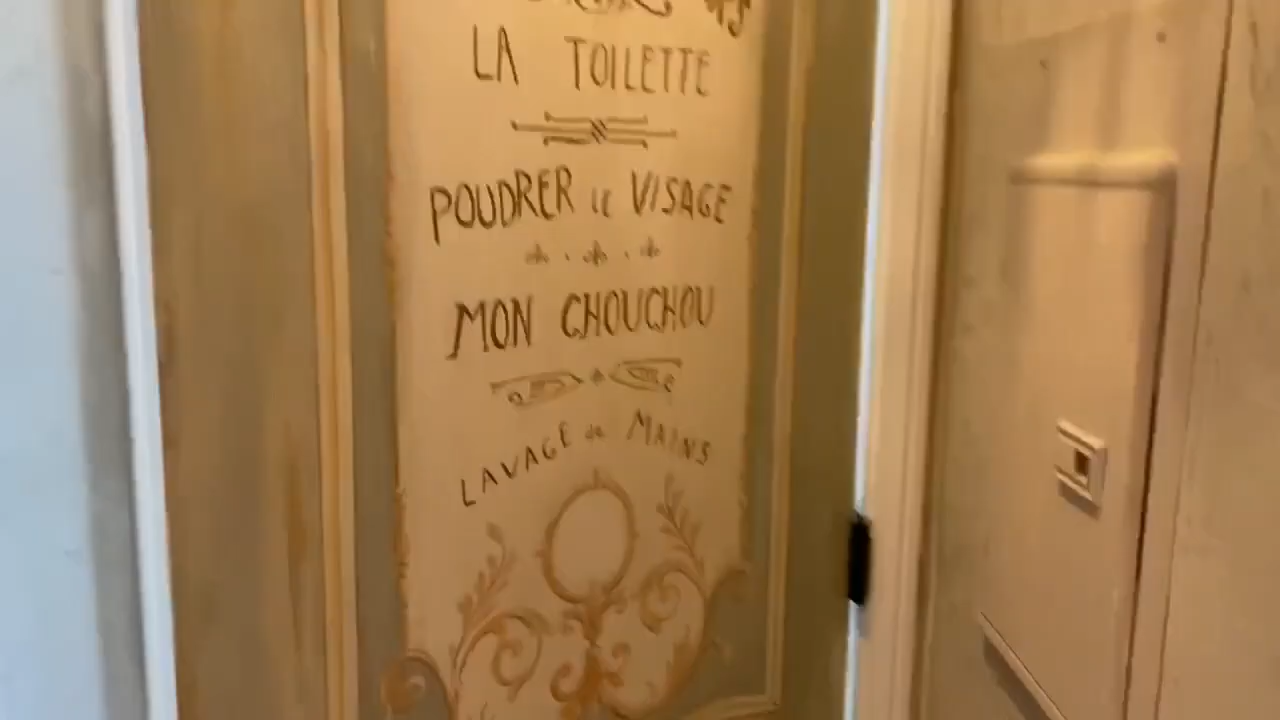 LA TOILETTE
POUDRER le VISAGE
MON CHOUCHOU
LAVAGE de MAINS